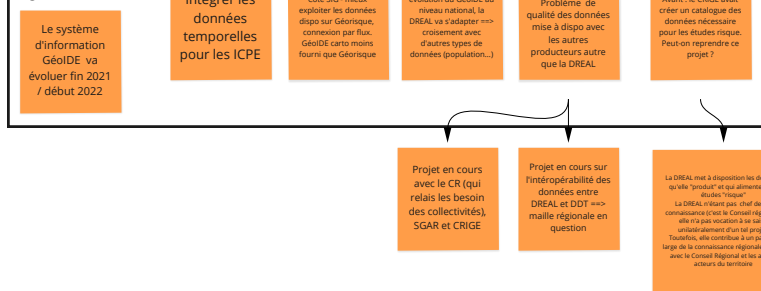 Le système
d'information
GéoIDE va
évoluer fin 2021
/ début 2022
intégrer les
données
temporelles
pour les ICPE
exploiter les données
dispo sur Géorisque,
connexion par flux.
GéoIDE carto moins
fourni que Géorisque
niveau national, la
DREAL va s'adapter ==>
croisement avec
d'autres types de
données (population...)
Problème de
qualité des données
mise à dispo avec
les autres
producteurs autre
que la DREAL
créer un catalogue des
données nécessaire
pour les études risque.
Peut-on reprendre ce
projet ?
Projet en cours
avec le CR (qui
relais les besoin
des collectivités),
SGAR et CRIGE
Projet en cours sur
l'intéropérabilité des
données entre
DREAL et DDT ==>
maille régionale en
question
La DREAL met à disposition les
qu'elle "produit" et qui
études "risque"
La DREAL n'étant pas chef de
connaissance (c'est le Conseil
elle n'a pas vocation à se
unilatéralement d'un tel
Toutefois, elle contribue à un
large de la connaissance
avec le Conseil Régional et les
acteurs du territoire